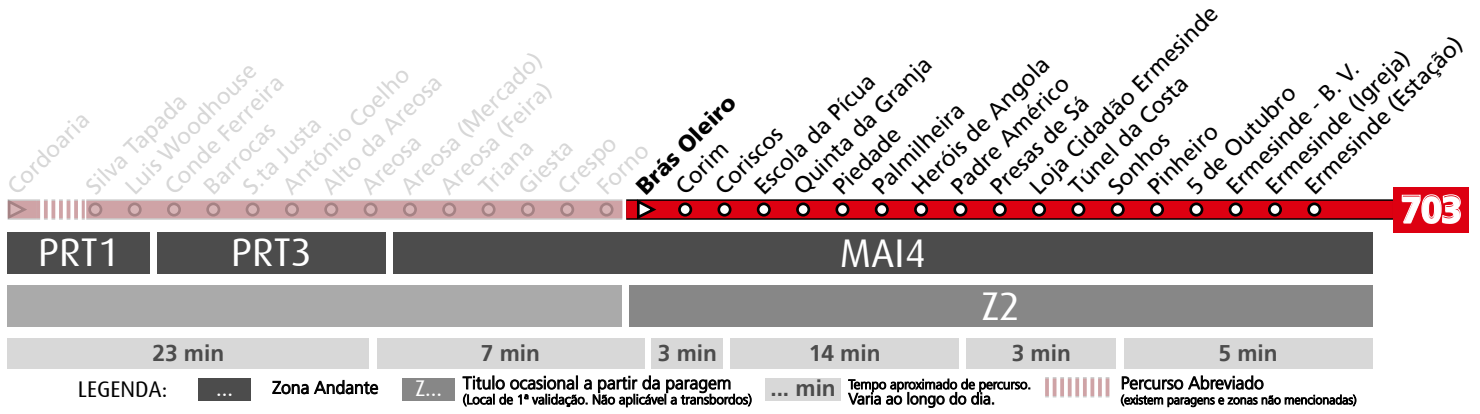 Cordoaria
Silva Tapada
Luis Woodhouse
Conde Ferreira
Barrocas
S.ta Justa
António Coelho
Alto da Areosa
Areosa
Areosa (Mercado)
Areosa (Feira)
Triana
Giesta
Crespo
Forno
Brás Oleiro
Corim
Coriscos
Escola da Pícua
Quinta da Granja
Piedade
Palmilheira
Heróis de Angola
Padre Américo
Presas de Sá
Loja Cidadão Ermesinde
Túnel da Costa
Sonhos
Pinheiro
5 de Outubro
Ermesinde - B. V.
Ermesinde (Igreja)
Ermesinde (Estação)
703
PRT1 PRT3 MAI4
Z2
23 min 7 min 3 min 14 min 3 min 5 min
LEGENDA: ... Zona Andante Z... Titulo ocasional a partir da paragem ... min Tempo aproximado de percurso. Percurso Abreviado
(Local de 1ª validação. Não aplicável a transbordos) Varia ao longo do dia. (existem paragens e zonas não mencionadas)